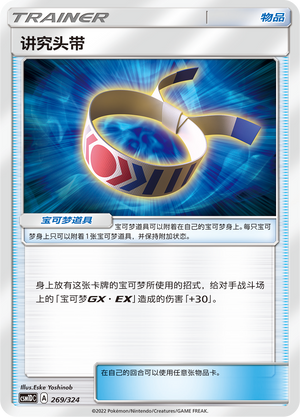 TRAINER 物品
讲究头带
宝可梦道具
宝可梦道具可以附着在自己的宝可梦身上。每只宝可
梦身上只可以附着1张宝可梦道具，并保持附加状态。
身上放有这张卡牌的宝可梦所使用的招式，给对手战斗场
上的「宝可梦GX・EX」造成的伤害「+30」。
在自己的回合可以使用任意张物品卡。
Illus.Eske Yoshinob
CSM1DC A 269/324
©2022 Pokémon/Nintendo/Creatures/GAME FREAK.